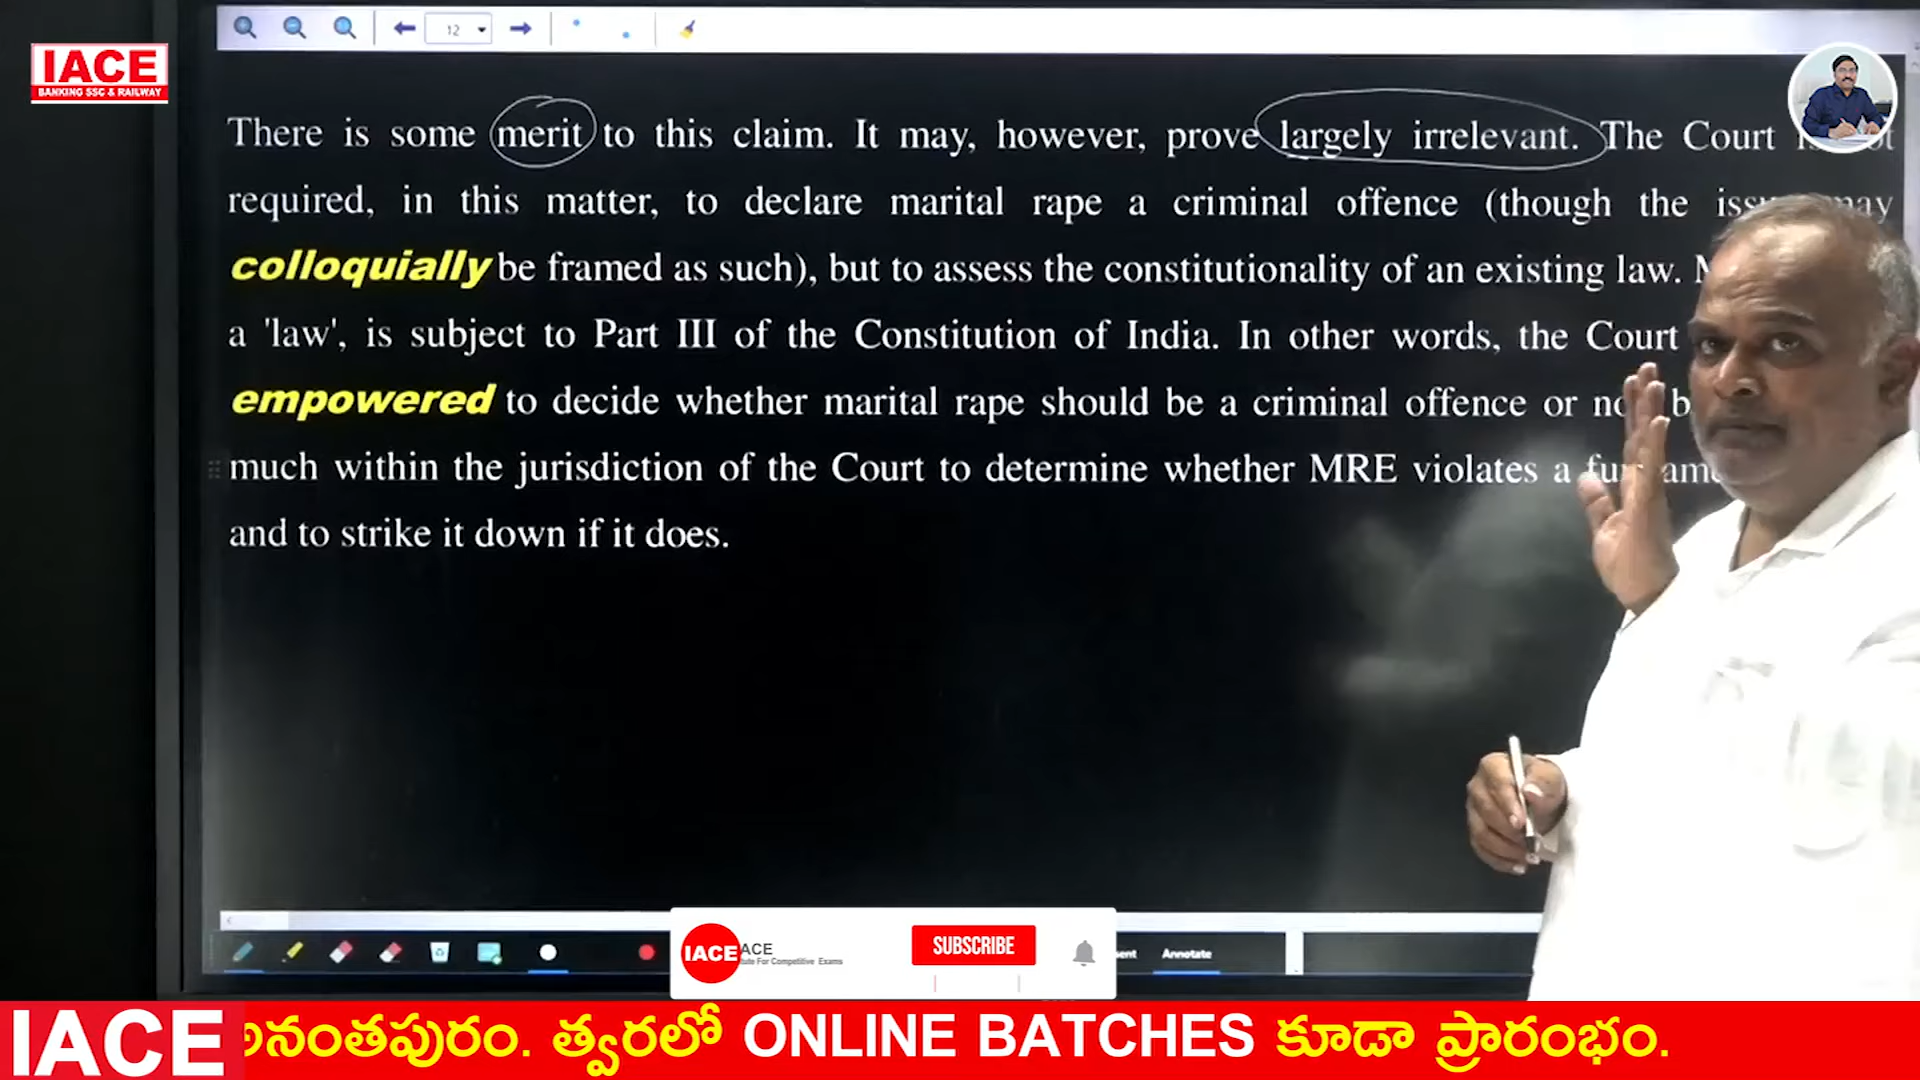 12
IACE
BANKING SSC & RAILWAY
There is some merit to this claim. It may, however, prove largely irrelevant. The Court
required, in this matter, to declare marital rape a criminal offence (though the may
colloquially be framed as such), but to assess the constitutionality of an existing law.
a 'law', is subject to Part III of the Constitution of India. In other words, the Court
empowered to decide whether marital rape should be a criminal offence or
much within the jurisdiction of the Court to determine whether MRE violates a
and to strike it down if it does.
IACE
SUBSCRIBE
Annotate
IACE
అనంతపురం. త్వరలో ONLINE BATCHES కూడా ప్రారంభం.